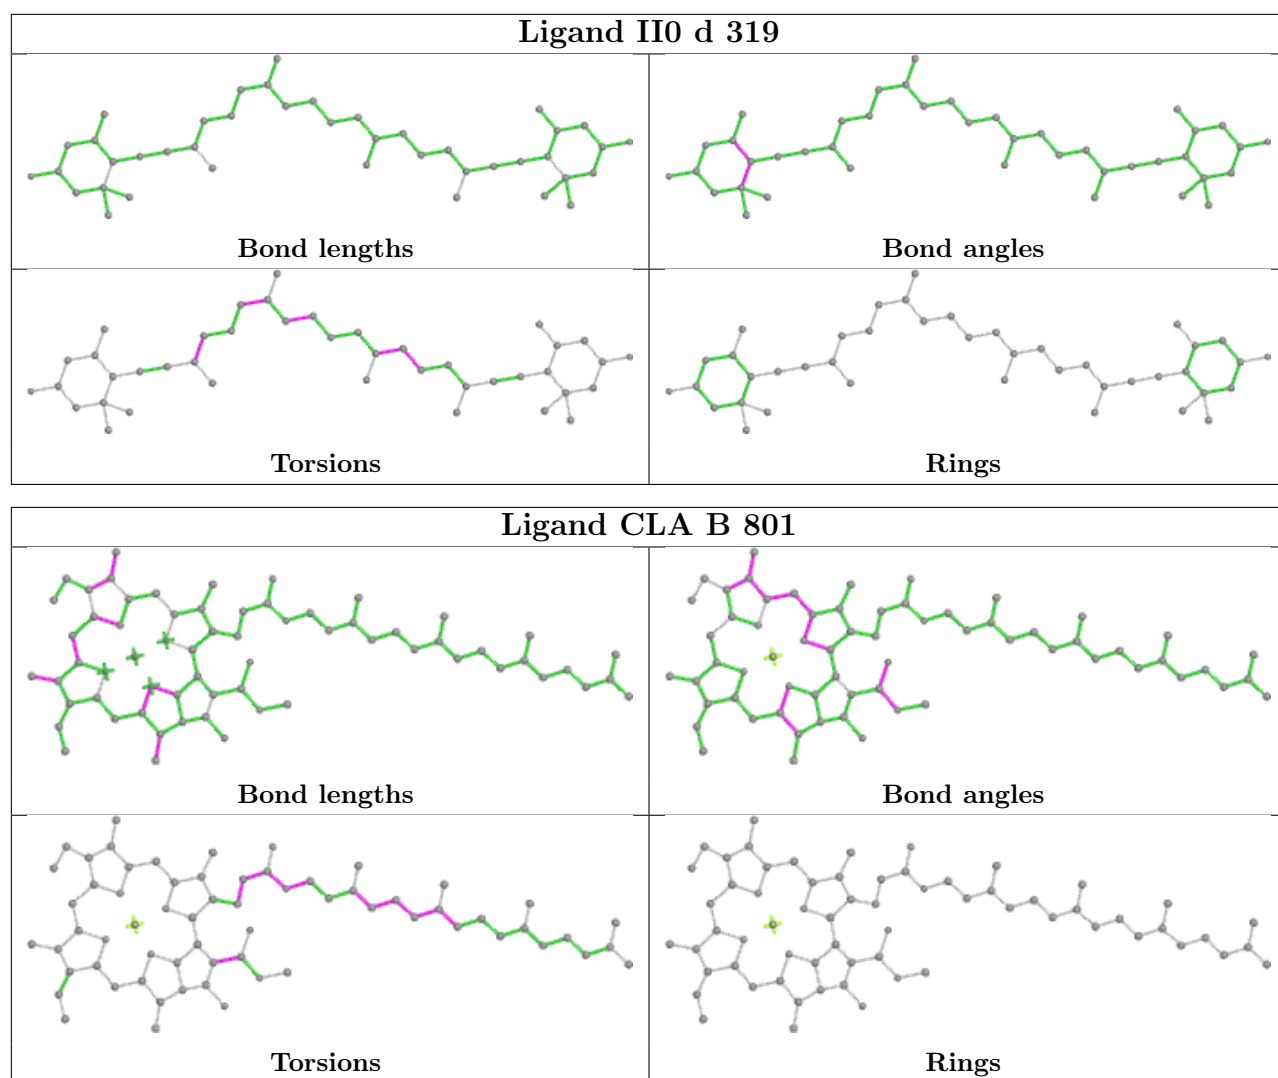 Ligand II0 d 319
Bond lengths
Bond angles
Torsions
Rings
Ligand CLA B 801
Bond lengths
Bond angles
Torsions
Rings